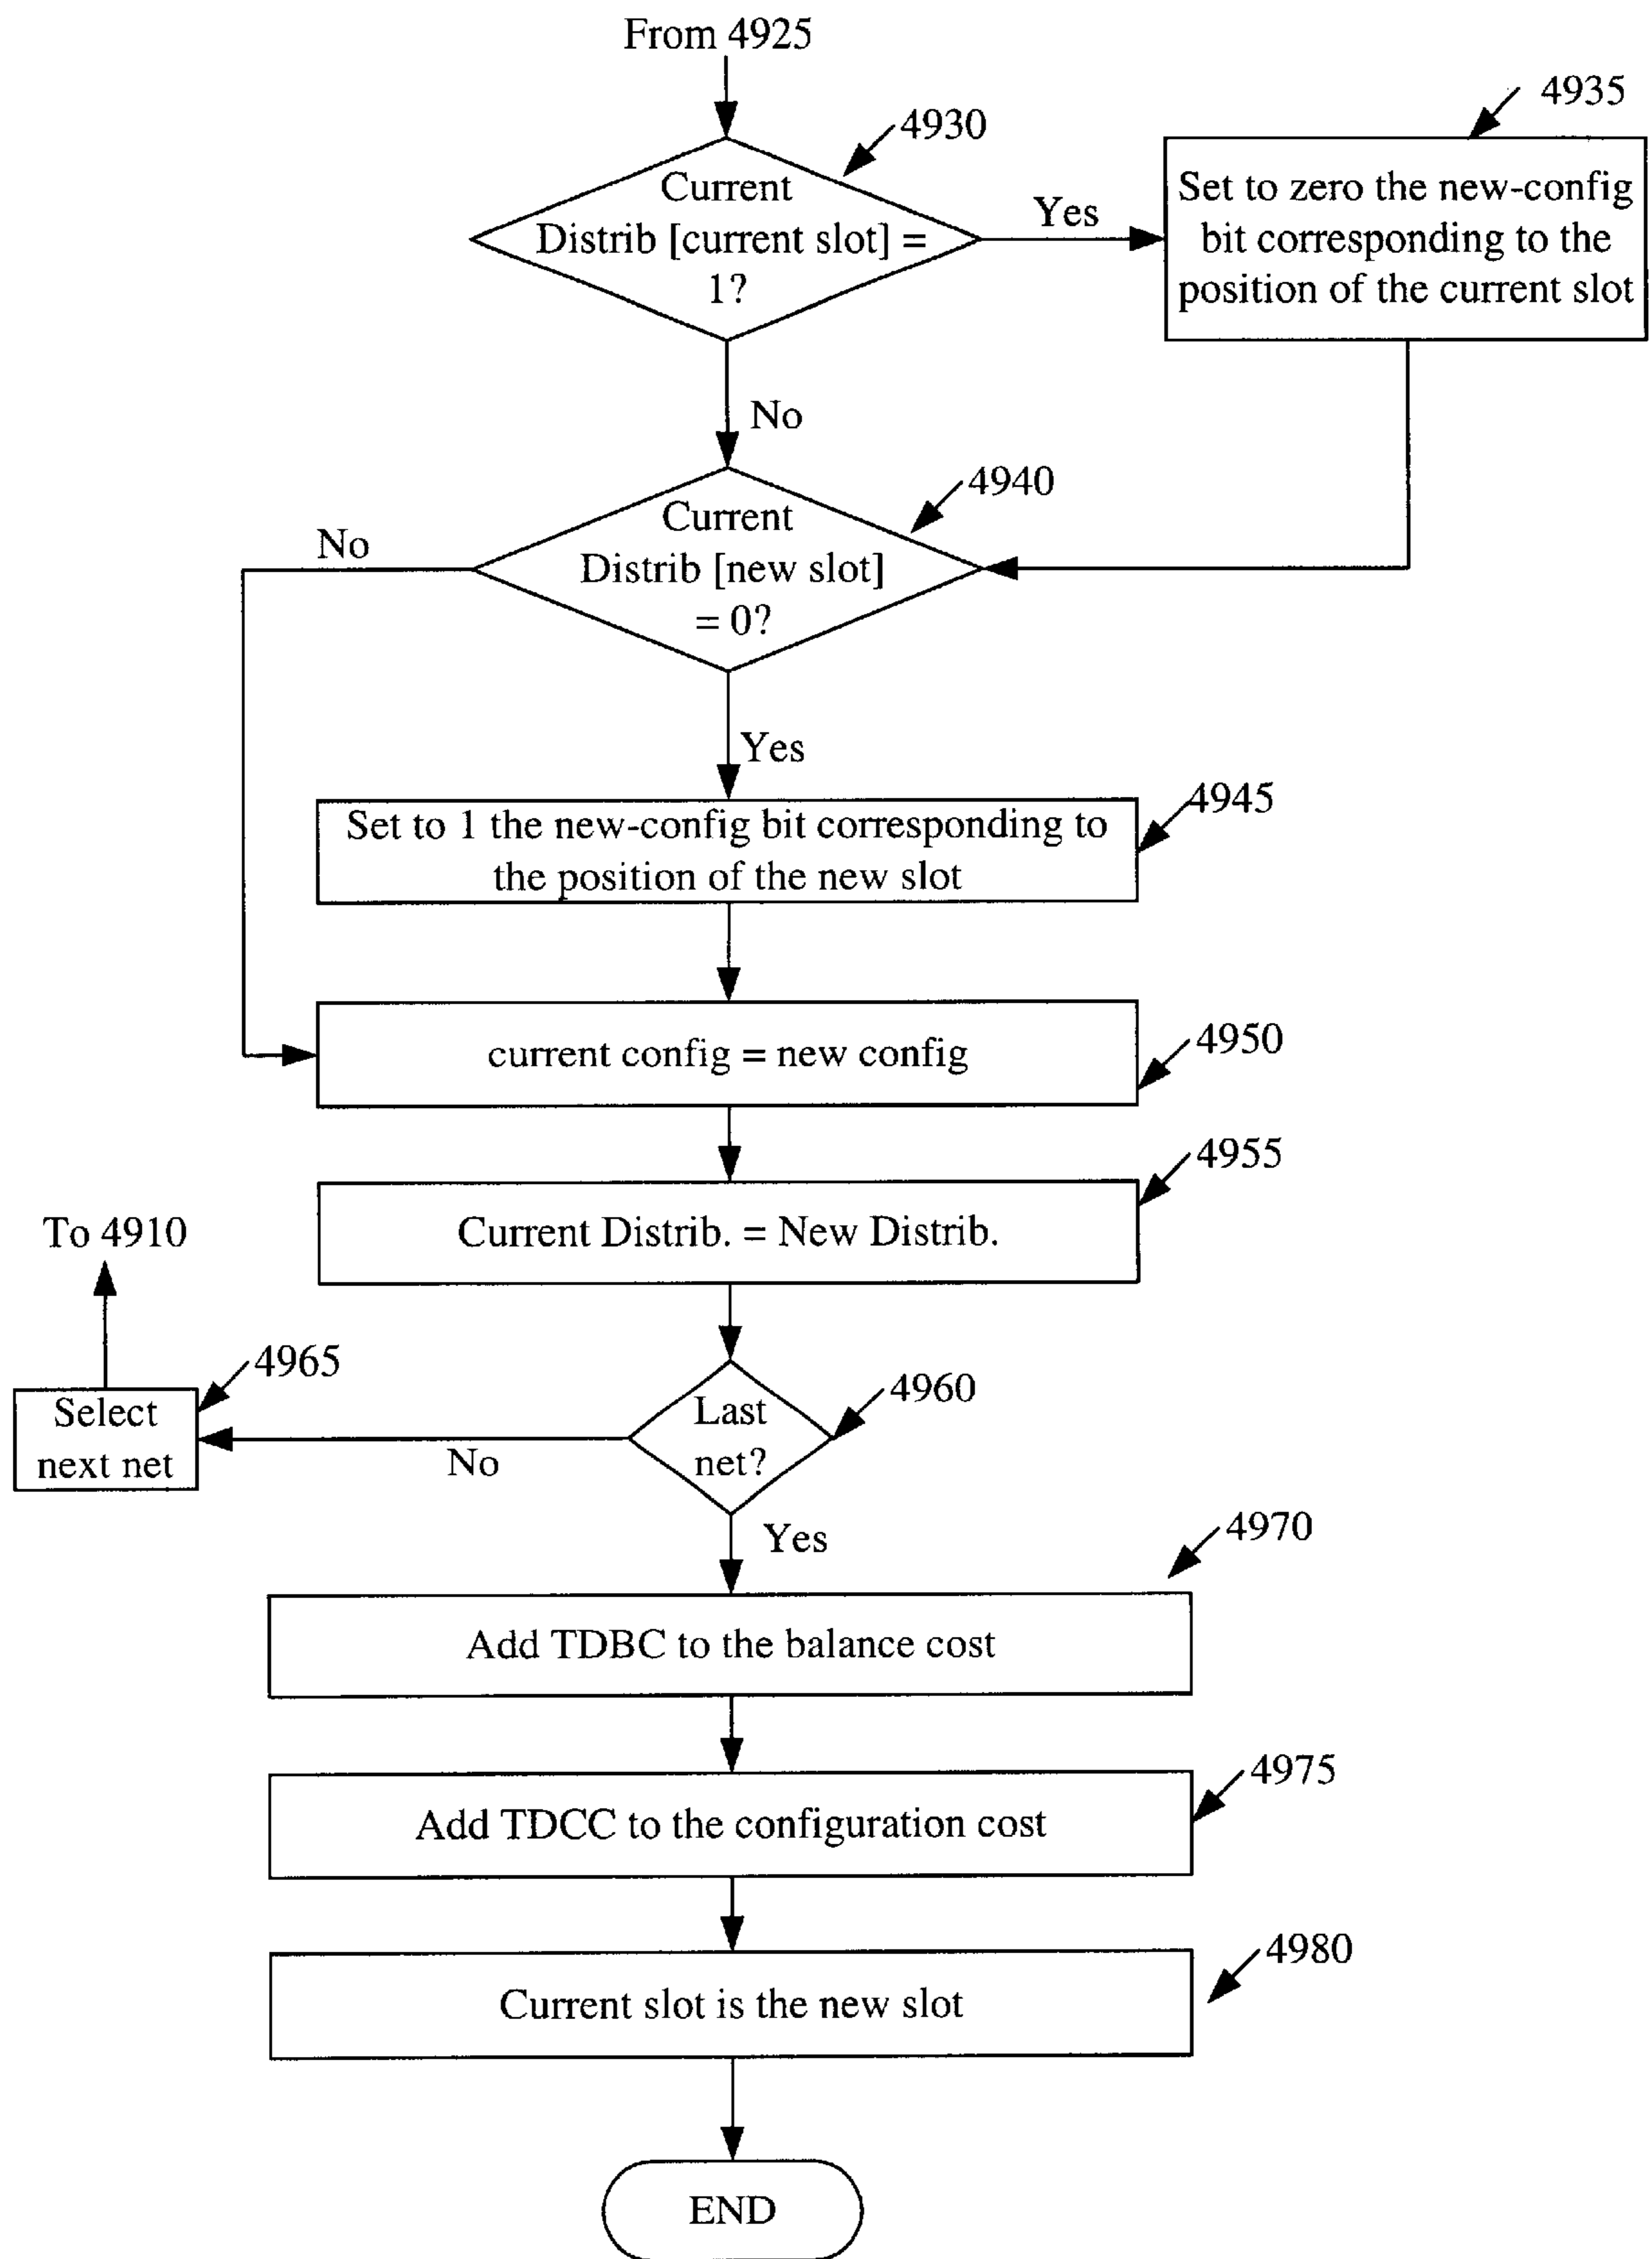 From 4925
4930
4935
Current
Distrib [current slot] =
1?
Yes
Set to zero the new-config
bit corresponding to the
position of the current slot
No
4940
Current
Distrib [new slot]
= 0?
No
Yes
4945
Set to 1 the new-config bit corresponding to
the position of the new slot
current config = new config
4950
4955
Current Distrib. = New Distrib.
To 4910
4965
Select
next net
4960
Last
net?
No
Yes
4970
Add TDBC to the balance cost
4975
Add TDCC to the configuration cost
4980
Current slot is the new slot
END